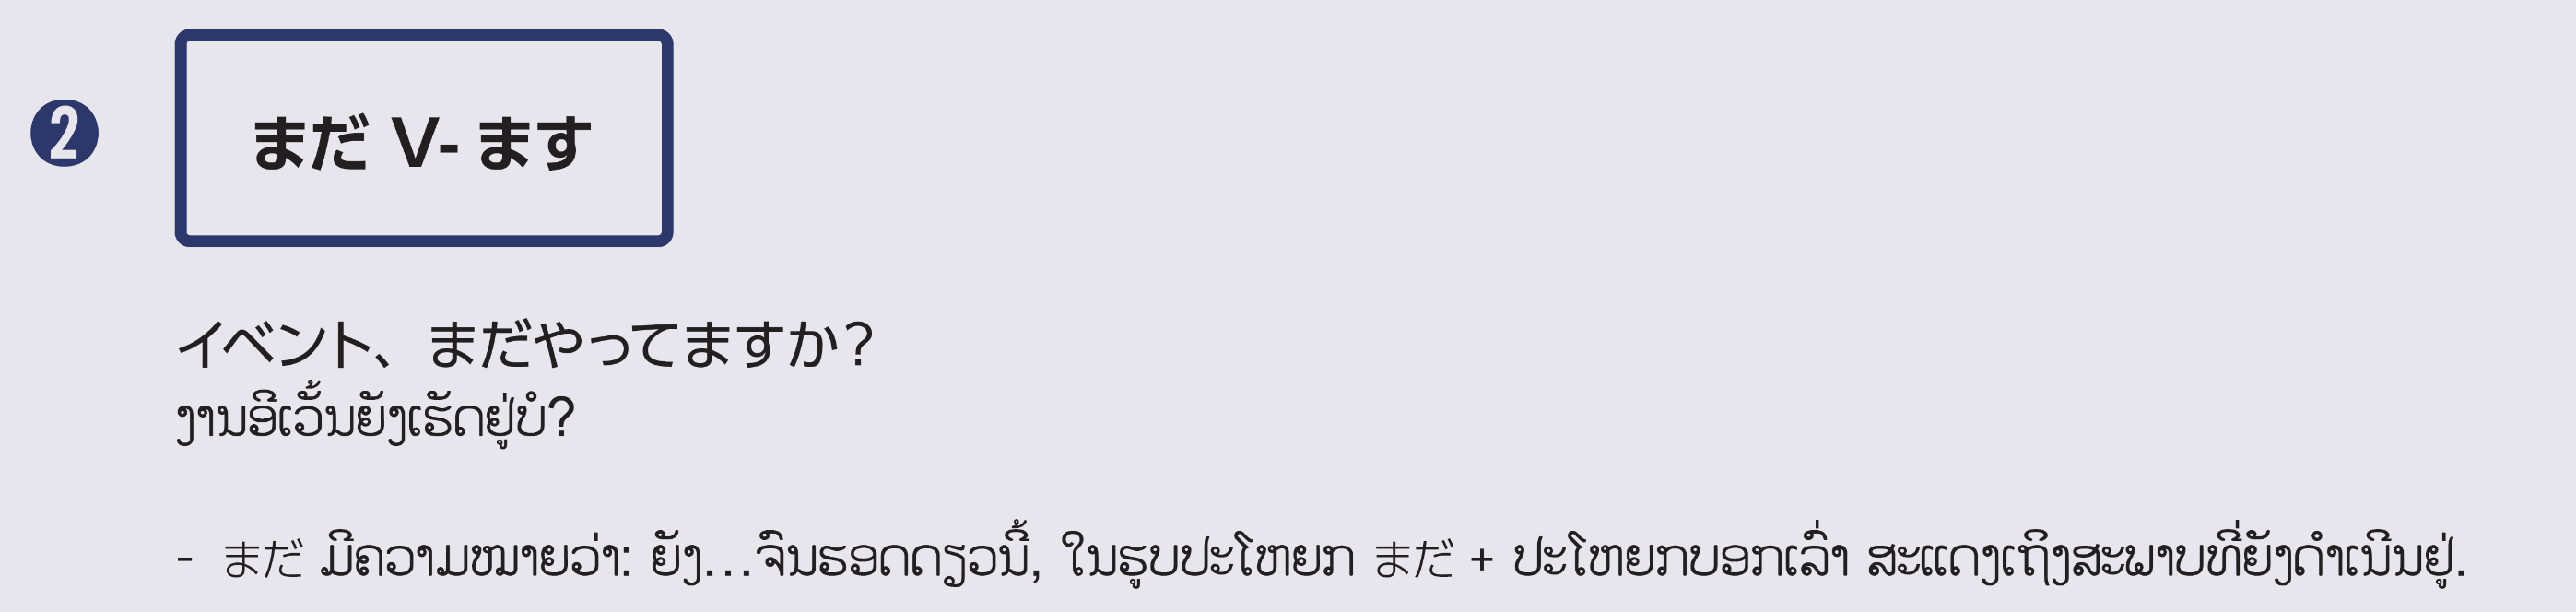 2
まだ V- ます
イベント、まだやってますか？
ງານອີເວັ້ນຍັງເຮັດຢູ່ບໍ?
- まだ ມີຄວາມໝາຍວ່າ: ຍັງ...ຈົນຮອດດຽວນີ້, ໃນຮູບປະໂຫຍກ まだ + ປະໂຫຍກບອກເລົ່າ ສະແດງເຖິງສະພາບທີ່ຍັງດຳເນີນຢູ່.